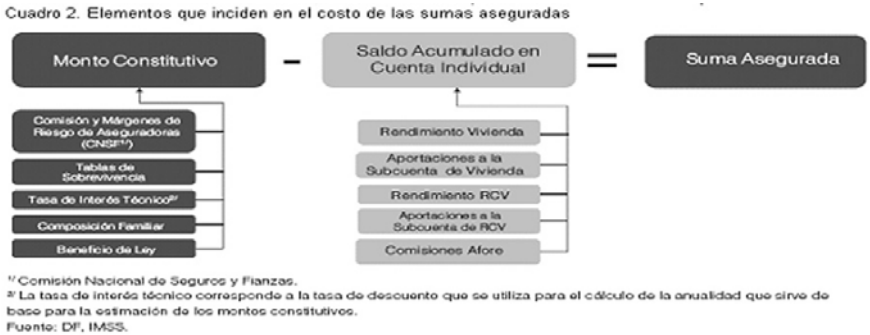 Cuadro 2. Elementos que inciden en el costo de las sumas aseguradas
Monto Constitutivo
-
Saldo Acumulado en
Cuenta Individual
=
Suma Asegurada
Comisión y Márgenes de
Riesgo de Aseguradoras
(CNSF¹/)
Tablas de
Sobrevivencia
Tasa de Interés Técnico²/
Composición Familiar
Beneficio de Ley
Rendimiento Vivienda
Aportaciones a la
Subcuenta de Vivienda
Rendimiento RCV
Aportaciones a la
Subcuenta de RCV
Comisiones Afore
¹/ Comisión Nacional de Seguros y Fianzas.
²/ La tasa de interés técnico corresponde a la tasa de descuento que se utiliza para el cálculo de la anualidad que sirve de
base para la estimación de los montos constitutivos.
Fuente: DF, IMSS.